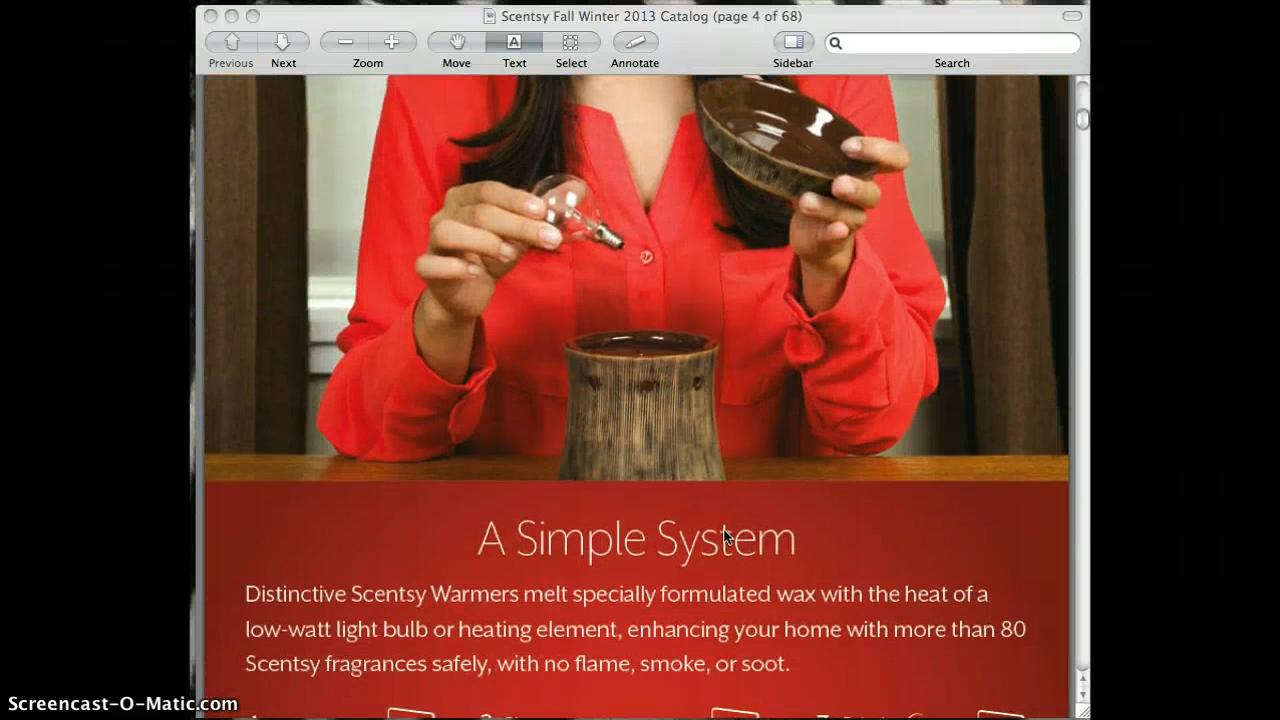 Scentsy Fall Winter 2013 Catalog (page 4 of 68)
Previous Next Zoom Move Text Select Annotate Sidebar Search
A Simple System
Distinctive Scentsy Warmers melt specially formulated wax with the heat of a
low-watt light bulb or heating element, enhancing your home with more than 80
Scentsy fragrances safely, with no flame, smoke, or soot.
Screencast-O-Matic.com